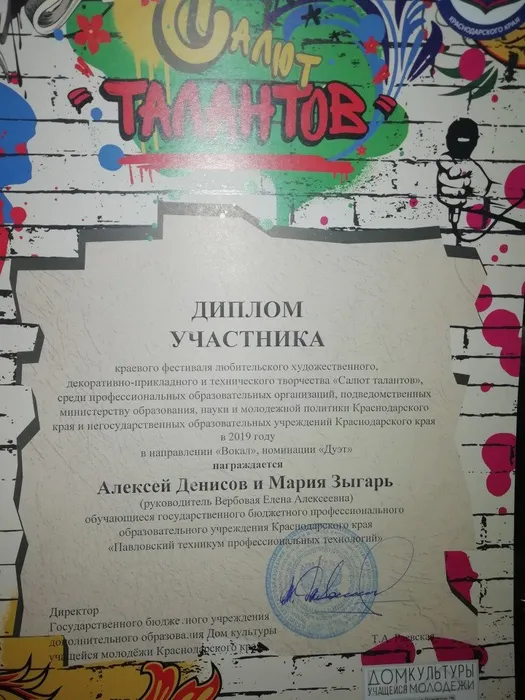 Салют
КРАСНОДАРСКОГО КРАЯ
"ТАЛАНТОВ"
ДИПЛОМ
УЧАСТНИКА
краевого фестиваля любительского художественного,
декоративно-прикладного и технического творчества «Салют талантов»,
среди профессиональных образовательных организаций, подведомственных
министерству образования, науки и молодежной политики Краснодарского
края и негосударственных образовательных учреждений Краснодарского края
в 2019 году
в направлении «Вокал», номинации «Дуэт»
награждается
Алексей Денисов и Мария Зыгарь
(руководитель Вербовая Елена Алексеевна)
обучающиеся государственного бюджетного профессионального
образовательного учреждения Краснодарского края
«Павловский техникум профессиональных технологий»
Директор
Государственного бюджетного учреждения
дополнительного образования Дом культуры
учащейся молодёжи Краснодарского края
Т.А.
ДОМ КУЛЬТУРЫ
УЧАЩЕЙСЯ МОЛОДЕЖИ